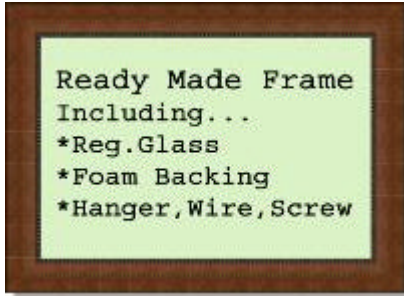 Ready Made Frame
Including...
*Reg.Glass
*Foam Backing
*Hanger,Wire,Screw